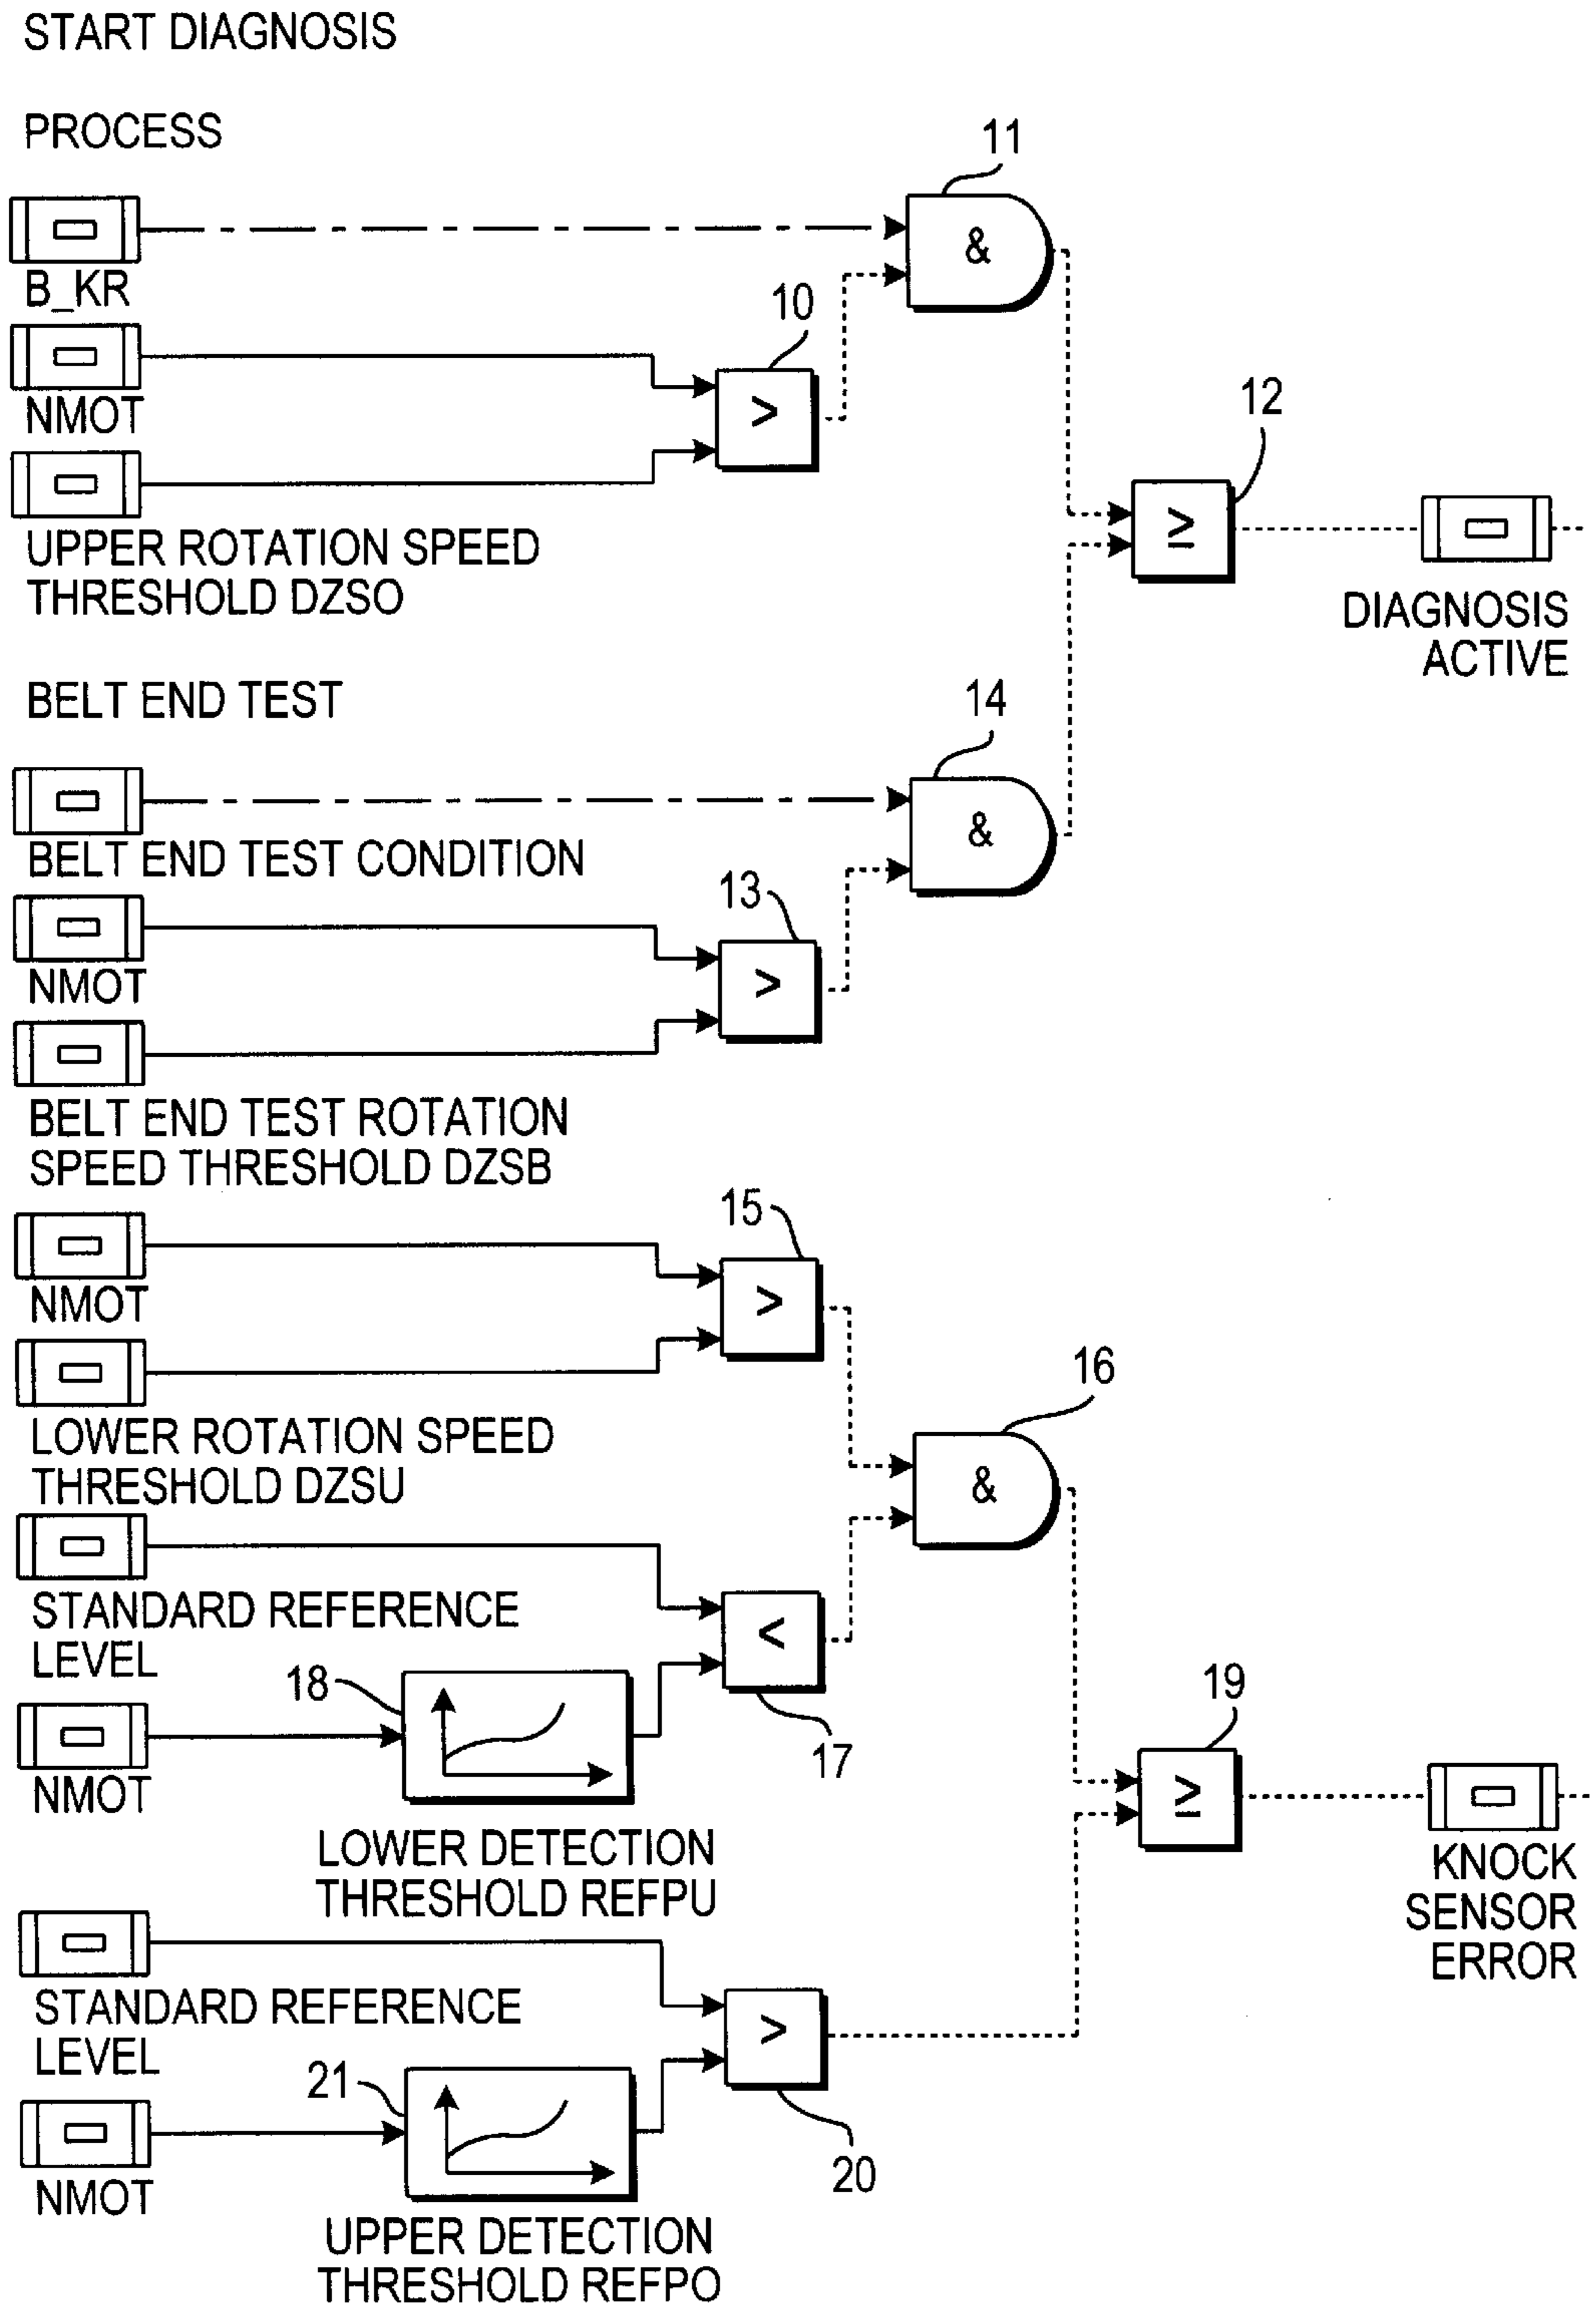 START DIAGNOSIS
PROCESS
11
&
B_KR
10
NMOT
>
12
UPPER ROTATION SPEED
THRESHOLD DZSO
≥
DIAGNOSIS
ACTIVE
BELT END TEST
14
&
BELT END TEST CONDITION
13
NMOT
>
BELT END TEST ROTATION
SPEED THRESHOLD DZSB
15
NMOT
>
16
LOWER ROTATION SPEED
THRESHOLD DZSU
&
STANDARD REFERENCE
LEVEL
<
18
17
19
NMOT
≥
LOWER DETECTION
THRESHOLD REFPU
KNOCK
SENSOR
ERROR
STANDARD REFERENCE
LEVEL
>
21
20
NMOT
UPPER DETECTION
THRESHOLD REFPO